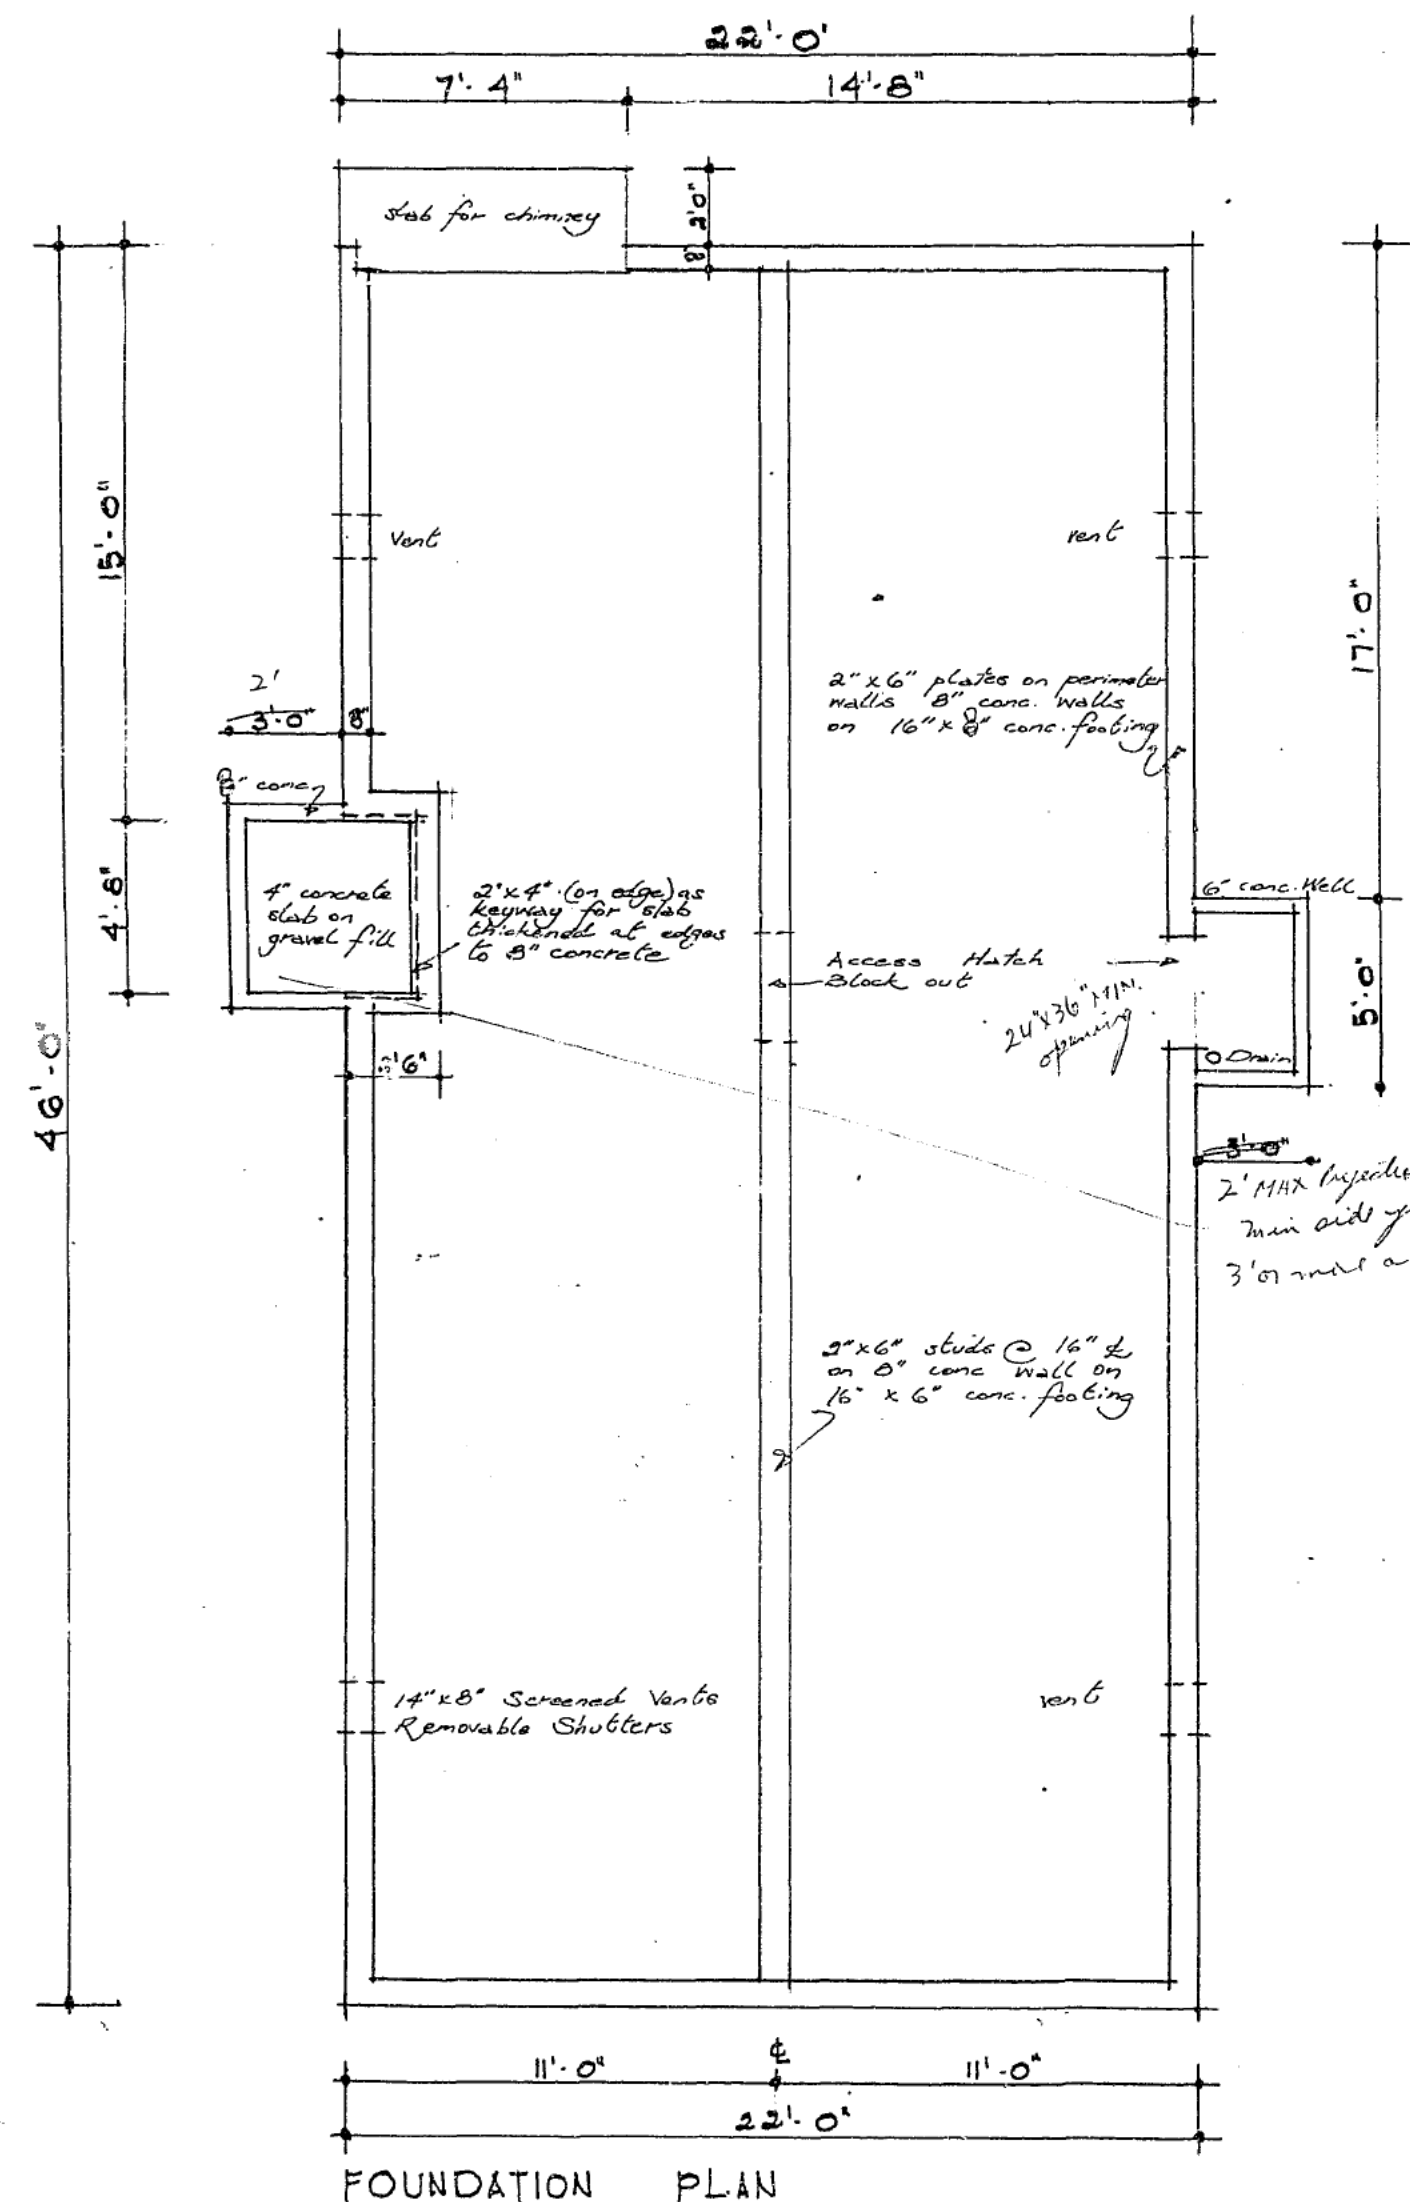 22'-0'
7'-4"
14'-8"
slab for chimney
2'0"
8
15'-0"
Vent
vent
17'-0"
2"x6" plates on perimeter
walls 8" conc. walls
on 16"x 8" conc. footing
2'
3'-0"
8"
8" conc.
4" concrete
slab on
gravel fill
4'-8"
2"x4" (on edge) as
keyway for slab
thickened at edges
to 8" concrete
6" conc. Well
Access Hatch
Block out
24"x36" MIN.
opening
5'-0"
O Drain
46'-0"
'6"
3'-0"
2' MAX
min side
3' or more
2"x6" studs @ 16" ℄
on 8" conc wall on
16" x 6" conc. footing
14"x8" Screened Vents
Removable Shutters
vent
℄
11'-0"
11'-0"
22'-0"
FOUNDATION PLAN